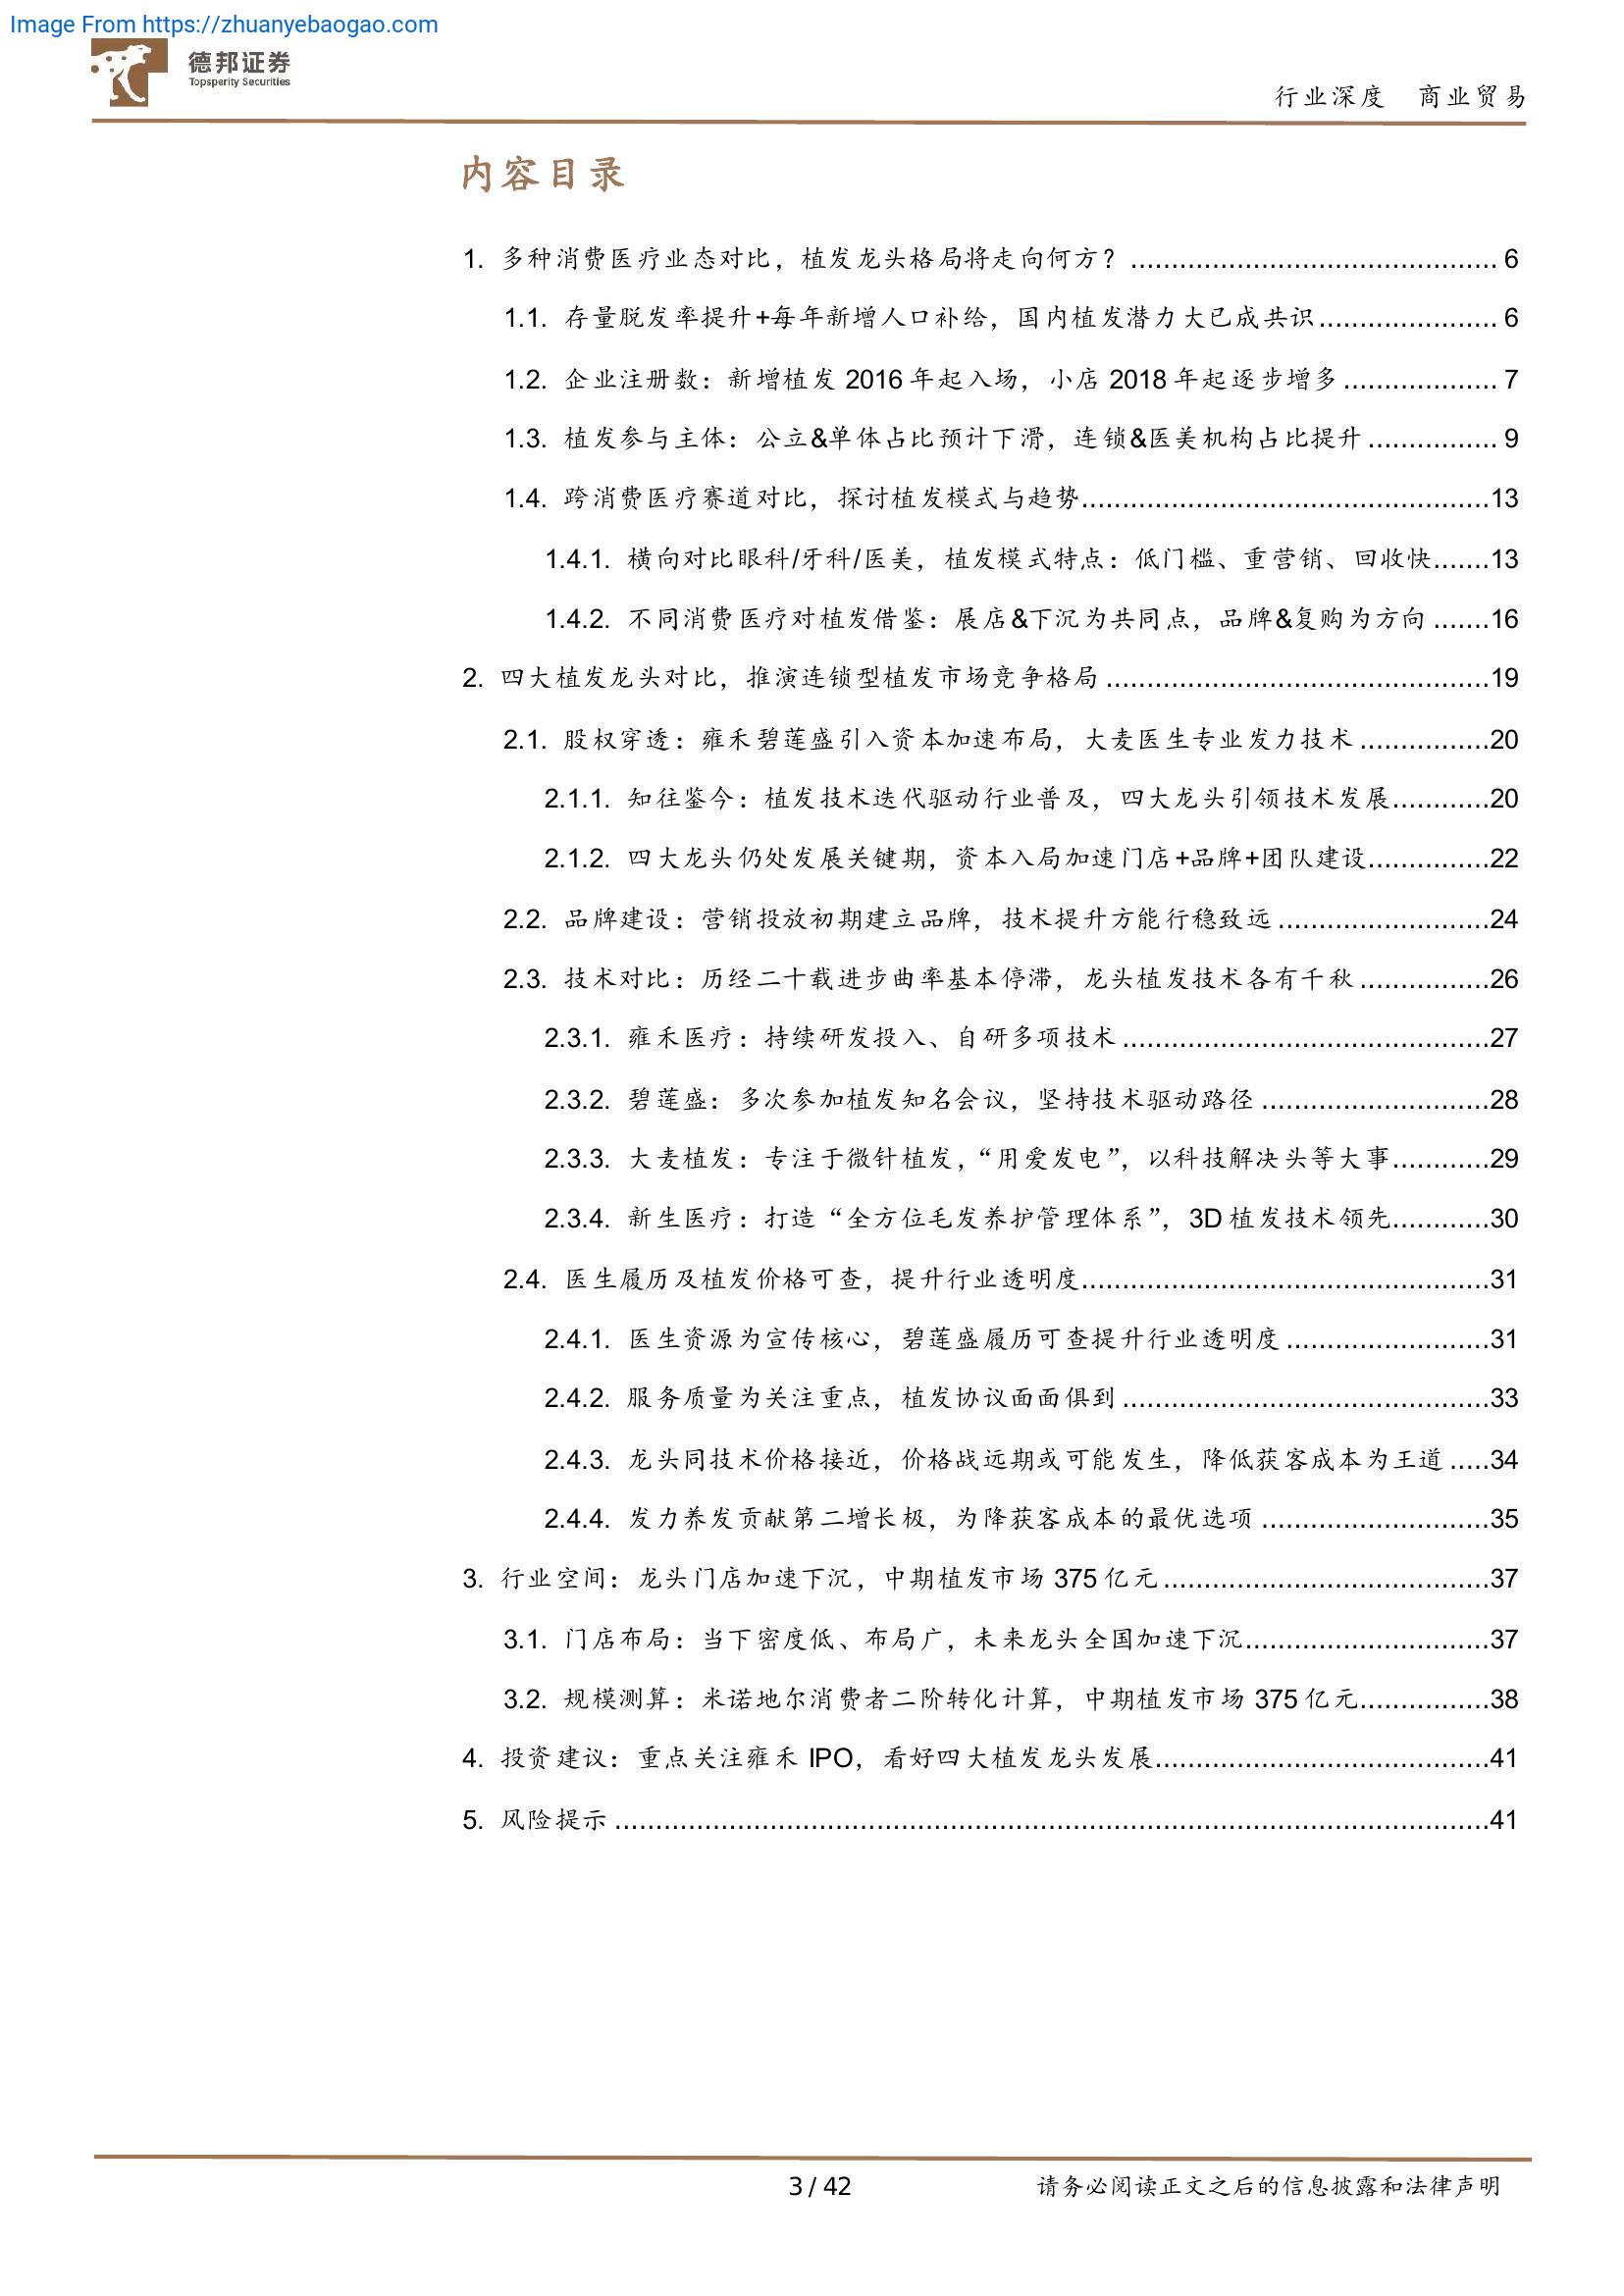 Image From https://zhuanyebaogao.com
德邦证券
Topsperity Securities
行业深度 商业贸易
内容目录
1. 多种消费医疗业态对比，植发龙头格局将走向何方？ ............................................. 6
1.1. 存量脱发率提升+每年新增人口补给，国内植发潜力大已成共识...................... 6
1.2. 企业注册数：新增植发 2016 年起入场，小店 2018 年起逐步增多................... 7
1.3. 植发参与主体：公立&单体占比预计下滑，连锁&医美机构占比提升................ 9
1.4. 跨消费医疗赛道对比，探讨植发模式与趋势..................................................13
1.4.1. 横向对比眼科/牙科/医美，植发模式特点：低门槛、重营销、回收快.......13
1.4.2. 不同消费医疗对植发借鉴：展店&下沉为共同点，品牌&复购为方向.......16
2. 四大植发龙头对比，推演连锁型植发市场竞争格局...............................................19
2.1. 股权穿透：雍禾碧莲盛引入资本加速布局，大麦医生专业发力技术................20
2.1.1. 知往鉴今：植发技术迭代驱动行业普及，四大龙头引领技术发展............20
2.1.2. 四大龙头仍处发展关键期，资本入局加速门店+品牌+团队建设...............22
2.2. 品牌建设：营销投放初期建立品牌，技术提升方能行稳致远..........................24
2.3. 技术对比：历经二十载进步曲率基本停滞，龙头植发技术各有千秋................26
2.3.1. 雍禾医疗：持续研发投入、自研多项技术.............................................27
2.3.2. 碧莲盛：多次参加植发知名会议，坚持技术驱动路径............................28
2.3.3. 大麦植发：专注于微针植发，“用爱发电”，以科技解决头等大事............29
2.3.4. 新生医疗：打造“全方位毛发养护管理体系”，3D 植发技术领先............30
2.4. 医生履历及植发价格可查，提升行业透明度..................................................31
2.4.1. 医生资源为宣传核心，碧莲盛履历可查提升行业透明度.........................31
2.4.2. 服务质量为关注重点，植发协议面面俱到.............................................33
2.4.3. 龙头同技术价格接近，价格战远期或可能发生，降低获客成本为王道.....34
2.4.4. 发力养发贡献第二增长极，为降获客成本的最优选项............................35
3. 行业空间：龙头门店加速下沉，中期植发市场 375 亿元........................................37
3.1. 门店布局：当下密度低、布局广，未来龙头全国加速下沉..............................37
3.2. 规模测算：米诺地尔消费者二阶转化计算，中期植发市场 375 亿元................38
4. 投资建议：重点关注雍禾 IPO，看好四大植发龙头发展.........................................41
5. 风险提示...........................................................................................................41
3 / 42
请务必阅读正文之后的信息披露和法律声明